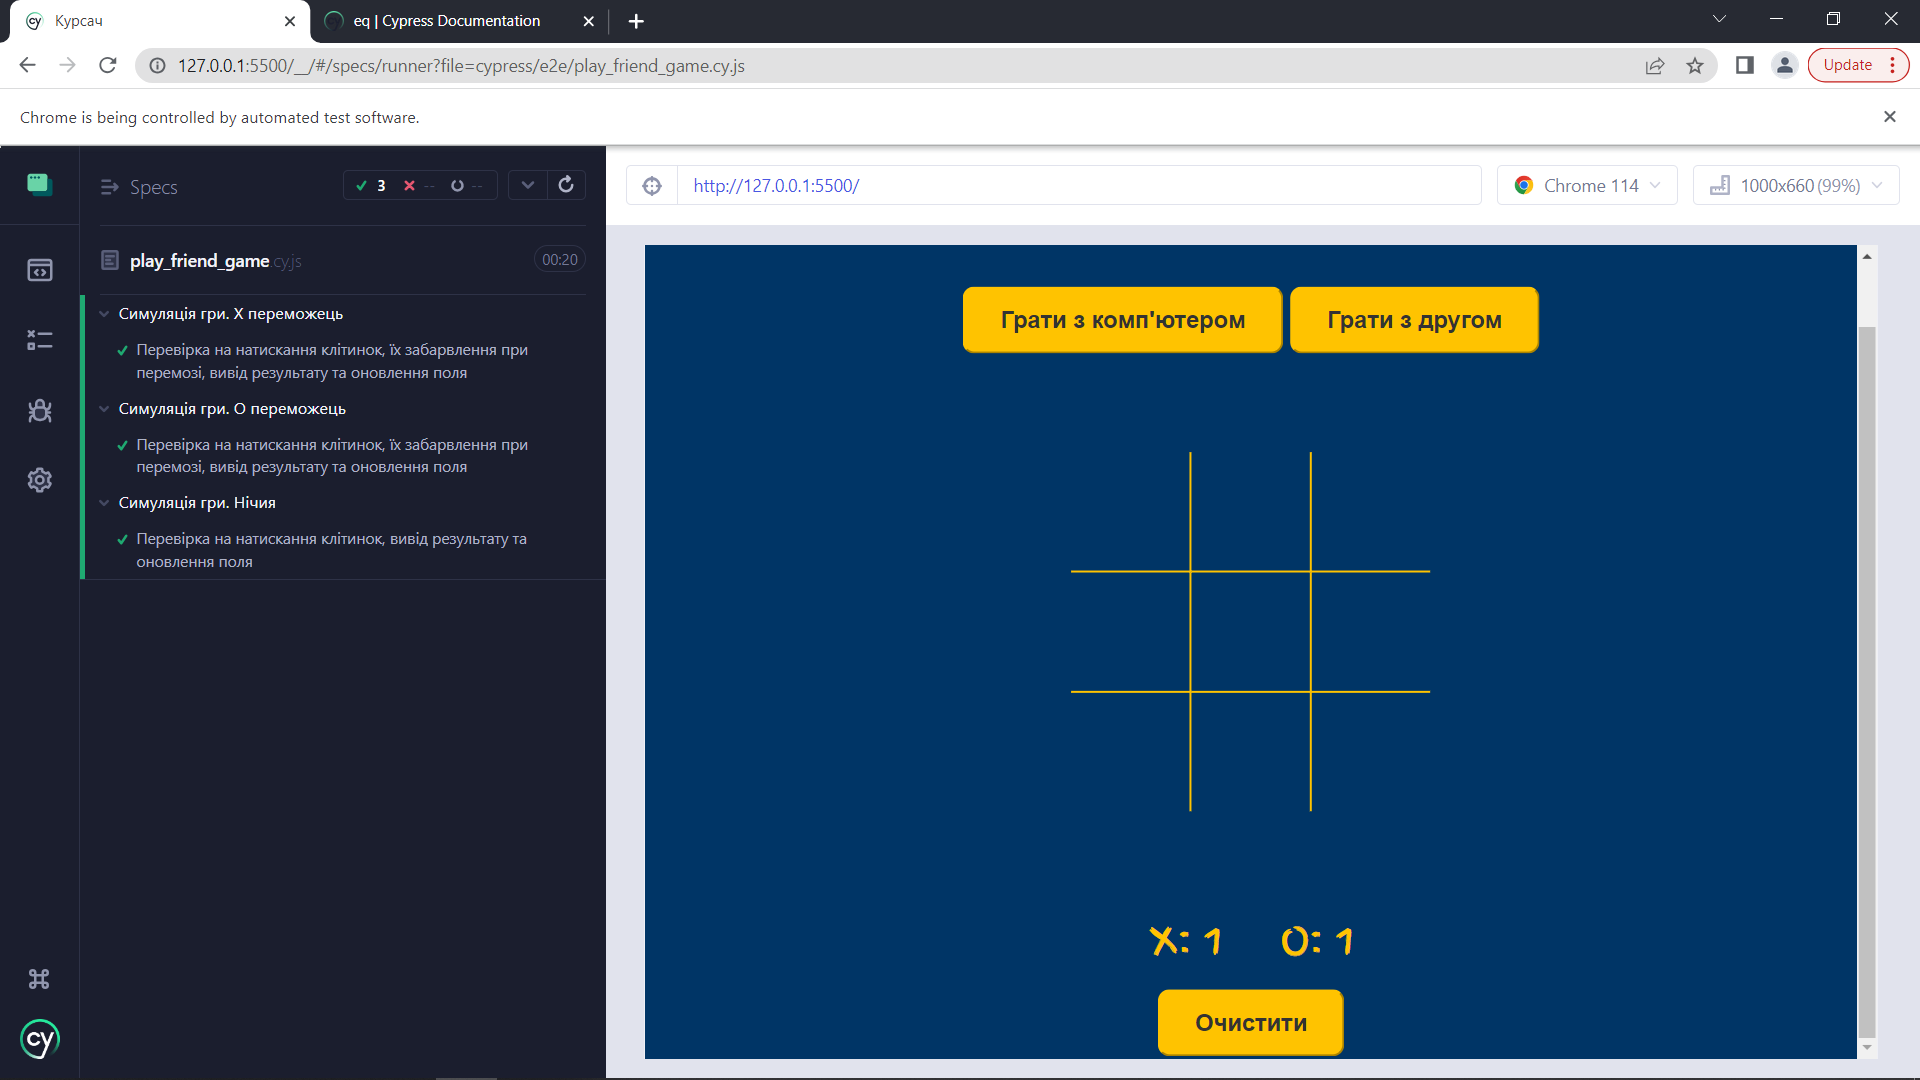 Курсач
eq | Cypress Documentation
127.0.0.1:5500/__/#/specs/runner?file=cypress/e2e/play_friend_game.cy.js
Update
Chrome is being controlled by automated test software.
Specs
3 -- --
http://127.0.0.1:5500/
Chrome 114
1000x660 (99%)
play_friend_game.cy.js
00:20
Симуляція гри. X переможець
Перевірка на натискання клітинок, їх забарвлення при
перемозі, вивід результату та оновлення поля
Симуляція гри. О переможець
Перевірка на натискання клітинок, їх забарвлення при
перемозі, вивід результату та оновлення поля
Симуляція гри. Нічия
Перевірка на натискання клітинок, вивід результату та
оновлення поля
Грати з комп'ютером
Грати з другом
X: 1 O: 1
Очистити
cy